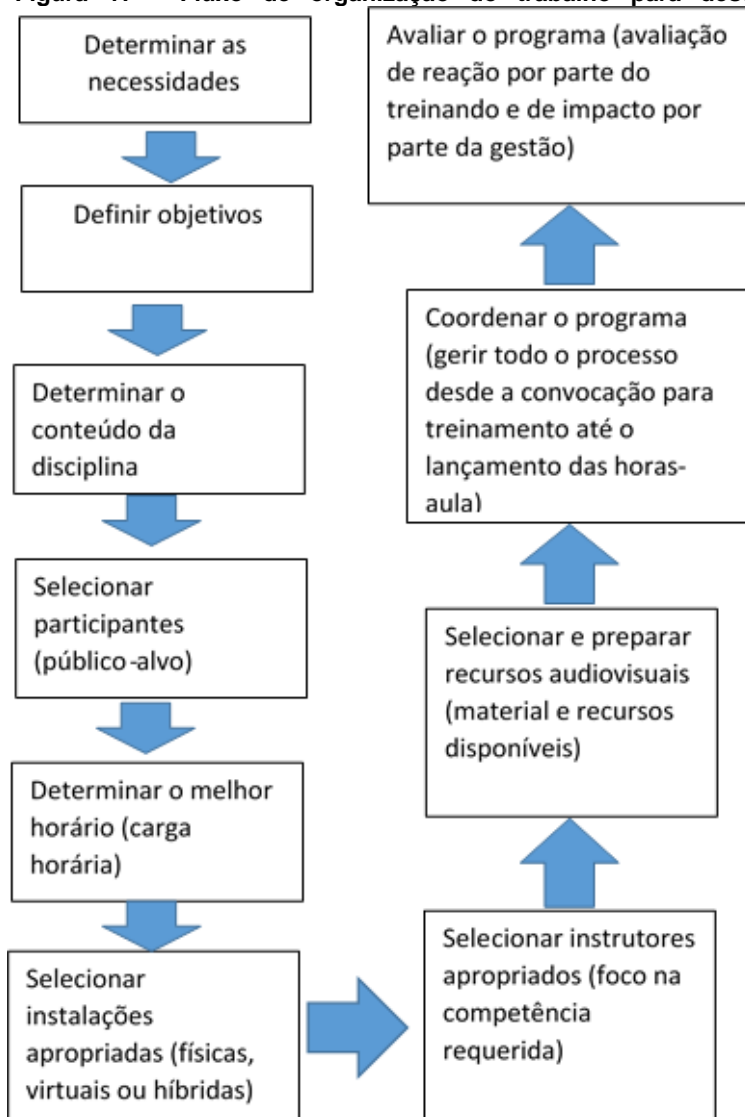 Determinar as
necessidades
Definir objetivos
Determinar o
conteúdo da
disciplina
Selecionar
participantes
(público-alvo)
Determinar o melhor
horário (carga
horária)
Selecionar
instalações
apropriadas (físicas,
virtuais ou híbridas)
Selecionar instrutores
apropriados (foco na
competência
requerida)
Selecionar e preparar
recursos audiovisuais
(material e recursos
disponíveis)
Coordenar o programa
(gerir todo o processo
desde a convocação para
treinamento até o
lançamento das horas-
aula)
Avaliar o programa (avaliação
de reação por parte do
treinando e de impacto por
parte da gestão)